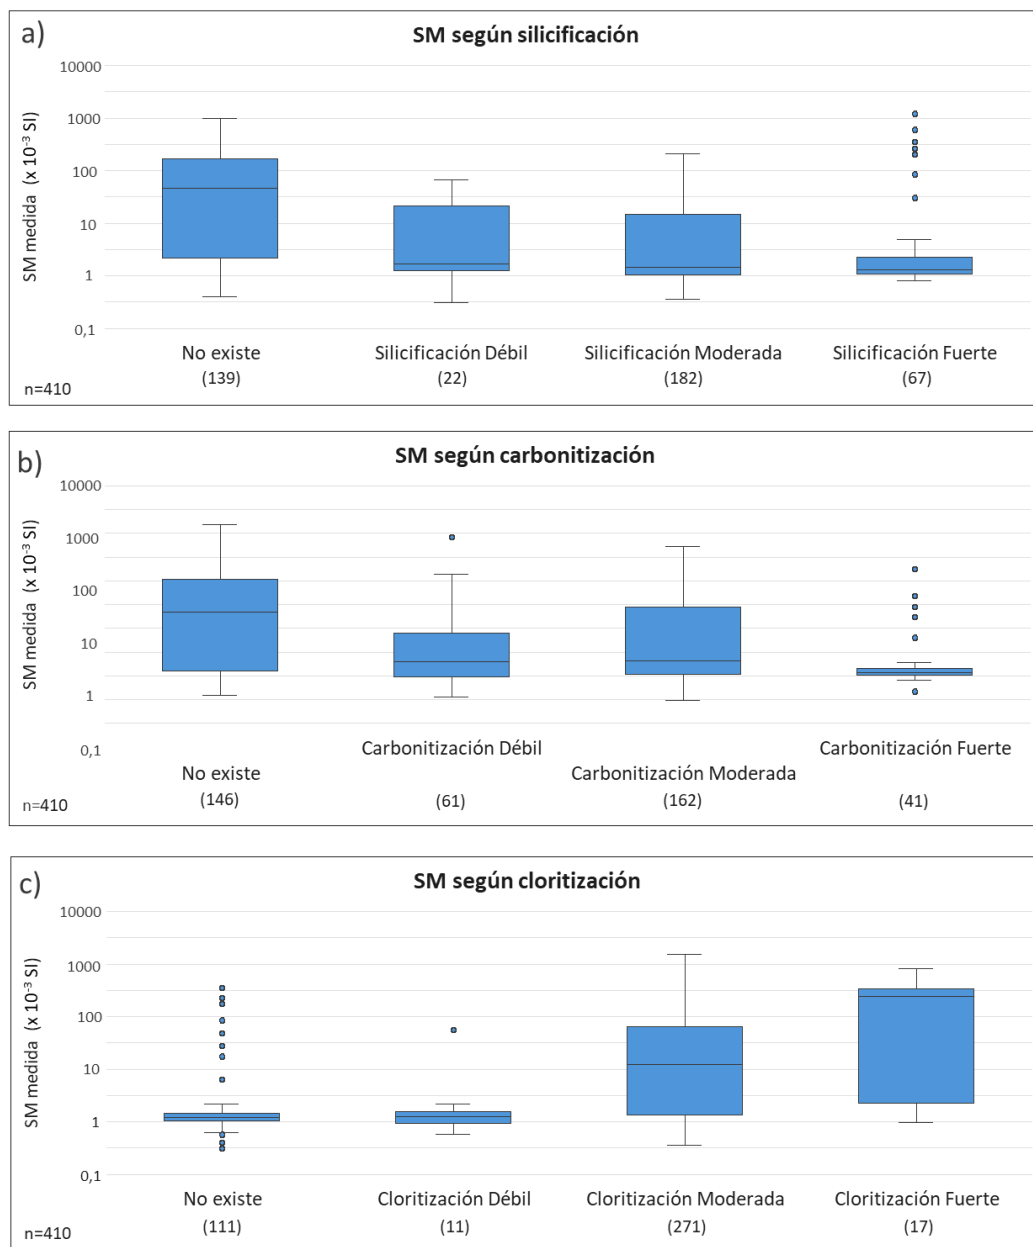 a)
SM según silicificación
SM medida (x 10⁻³ SI)
10000
1000
100
10
1
0,1
No existe
Silicificación Débil
Silicificación Moderada
Silicificación Fuerte
(139)
(22)
(182)
(67)
n=410
b)
SM según carbonitización
SM medida (x 10⁻³ SI)
10000
1000
100
10
1
0,1
Carbonitización Débil
Carbonitización Fuerte
No existe
Carbonitización Moderada
(146)
(61)
(162)
(41)
n=410
c)
SM según cloritización
SM medida (x 10⁻³ SI)
10000
1000
100
10
1
0,1
No existe
Cloritización Débil
Cloritización Moderada
Cloritización Fuerte
(111)
(11)
(271)
(17)
n=410